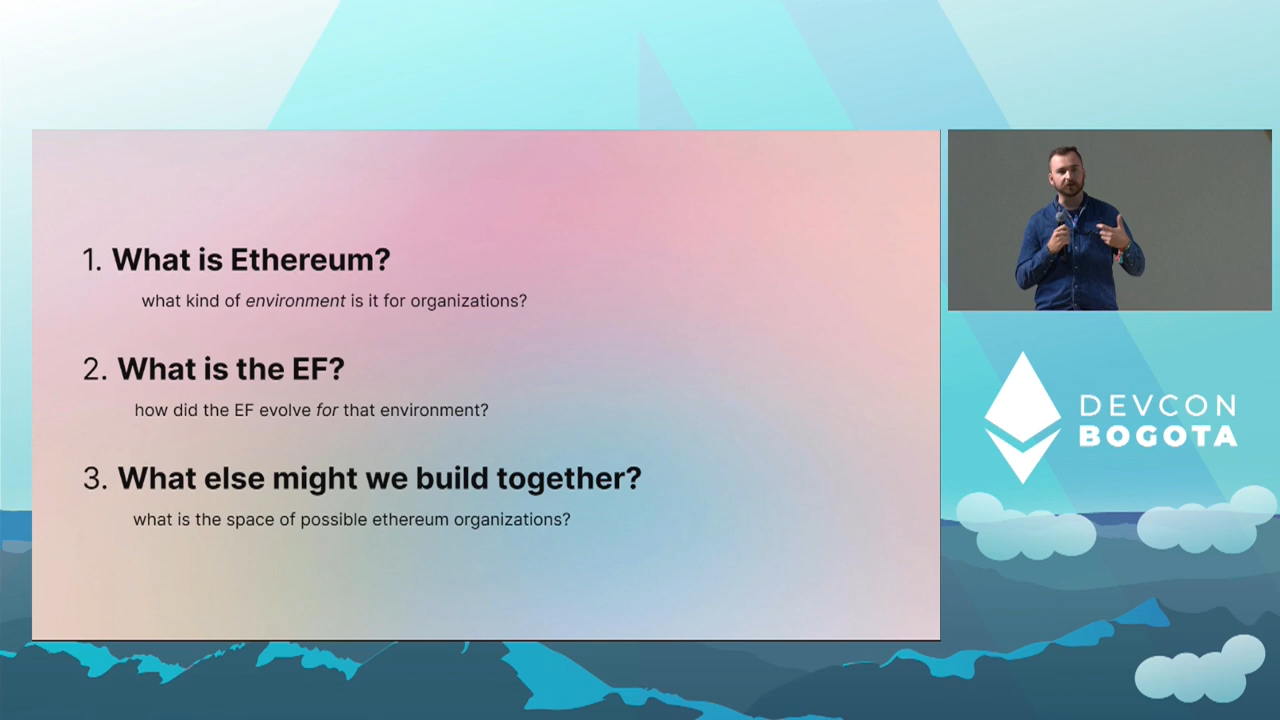 1. What is Ethereum?
what kind of environment is it for organizations?
2. What is the EF?
how did the EF evolve for that environment?
3. What else might we build together?
what is the space of possible ethereum organizations?
DEVCON
BOGOTA